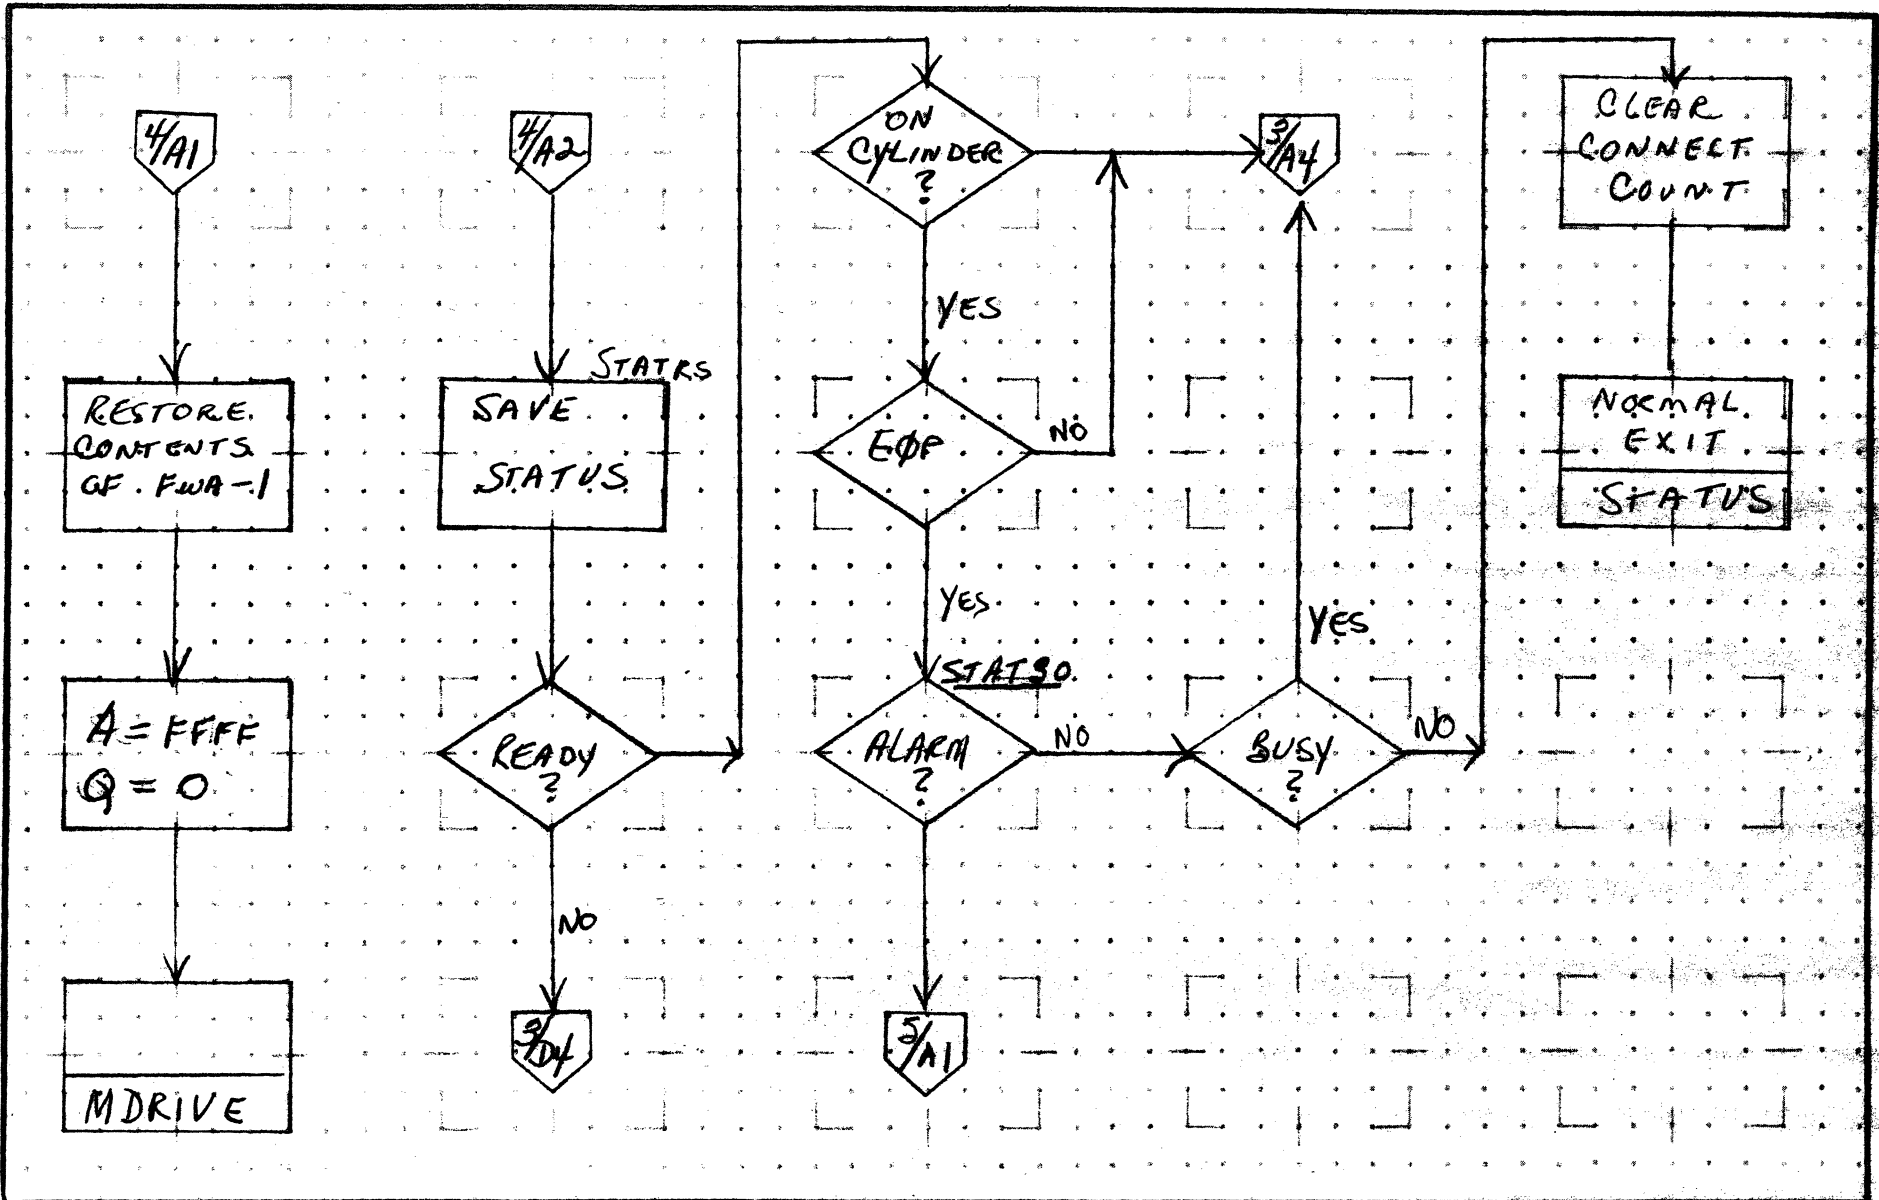 4/A1
RESTORE
CONTENTS
OF FWA-1
A = FFFF
Q = 0
MDRIVE
4/A2
STATRS
SAVE
STATUS
READY
?
NO
3/D4
ON
CYLINDER
?
YES
EØP
NO
YES
STAT30
ALARM
?
NO
5/A1
3/A4
YES
BUSY
?
NO
CLEAR
CONNECT
COUNT
NORMAL
EXIT
STATUS